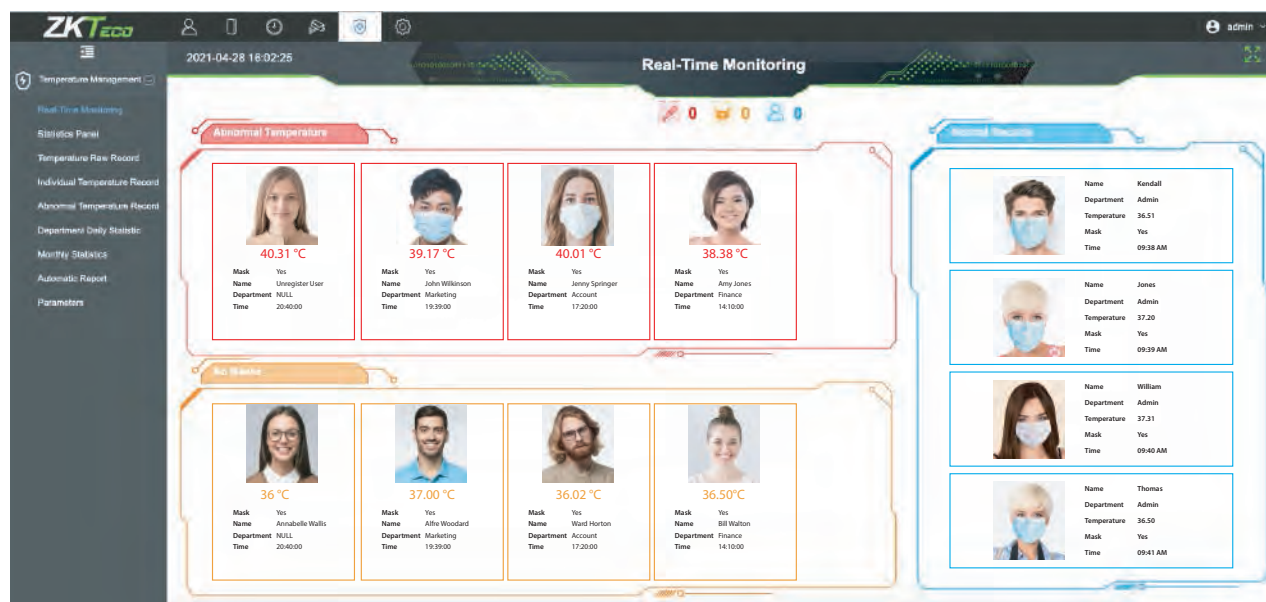 ZKTeco
admin
2021-04-28 18:02:25
Real-Time Monitoring
Temperature Management
Real-Time Monitoring
Statistics Panel
Temperature Raw Record
Individual Temperature Record
Abnormal Temperature Record
Department Daily Statistic
Monthly Statistics
Automatic Report
Parameters
0 0 0
Abnormal Temperature
40.31 °C
Mask Yes
Name Unregister User
Department NULL
Time 20:40:00
39.17 °C
Mask Yes
Name John Wilkinson
Department Marketing
Time 19:39:00
40.01 °C
Mask Yes
Name Jenny Springer
Department Account
Time 17:20:00
38.38 °C
Mask Yes
Name Amy Jones
Department Finance
Time 14:10:00
No Masks
36 °C
Mask Yes
Name Annabelle Wallis
Department NULL
Time 20:40:00
37.00 °C
Mask Yes
Name Alfre Woodard
Department Marketing
Time 19:39:00
36.02 °C
Mask Yes
Name Ward Horton
Department Account
Time 17:20:00
36.50°C
Mask Yes
Name Bill Walton
Department Finance
Time 14:10:00
Normal Records
Name Kendall
Department Admin
Temperature 36.51
Mask Yes
Time 09:38 AM
Name Jones
Department Admin
Temperature 37.20
Mask Yes
Time 09:39 AM
Name William
Department Admin
Temperature 37.31
Mask Yes
Time 09:40 AM
Name Thomas
Department Admin
Temperature 36.50
Mask Yes
Time 09:41 AM